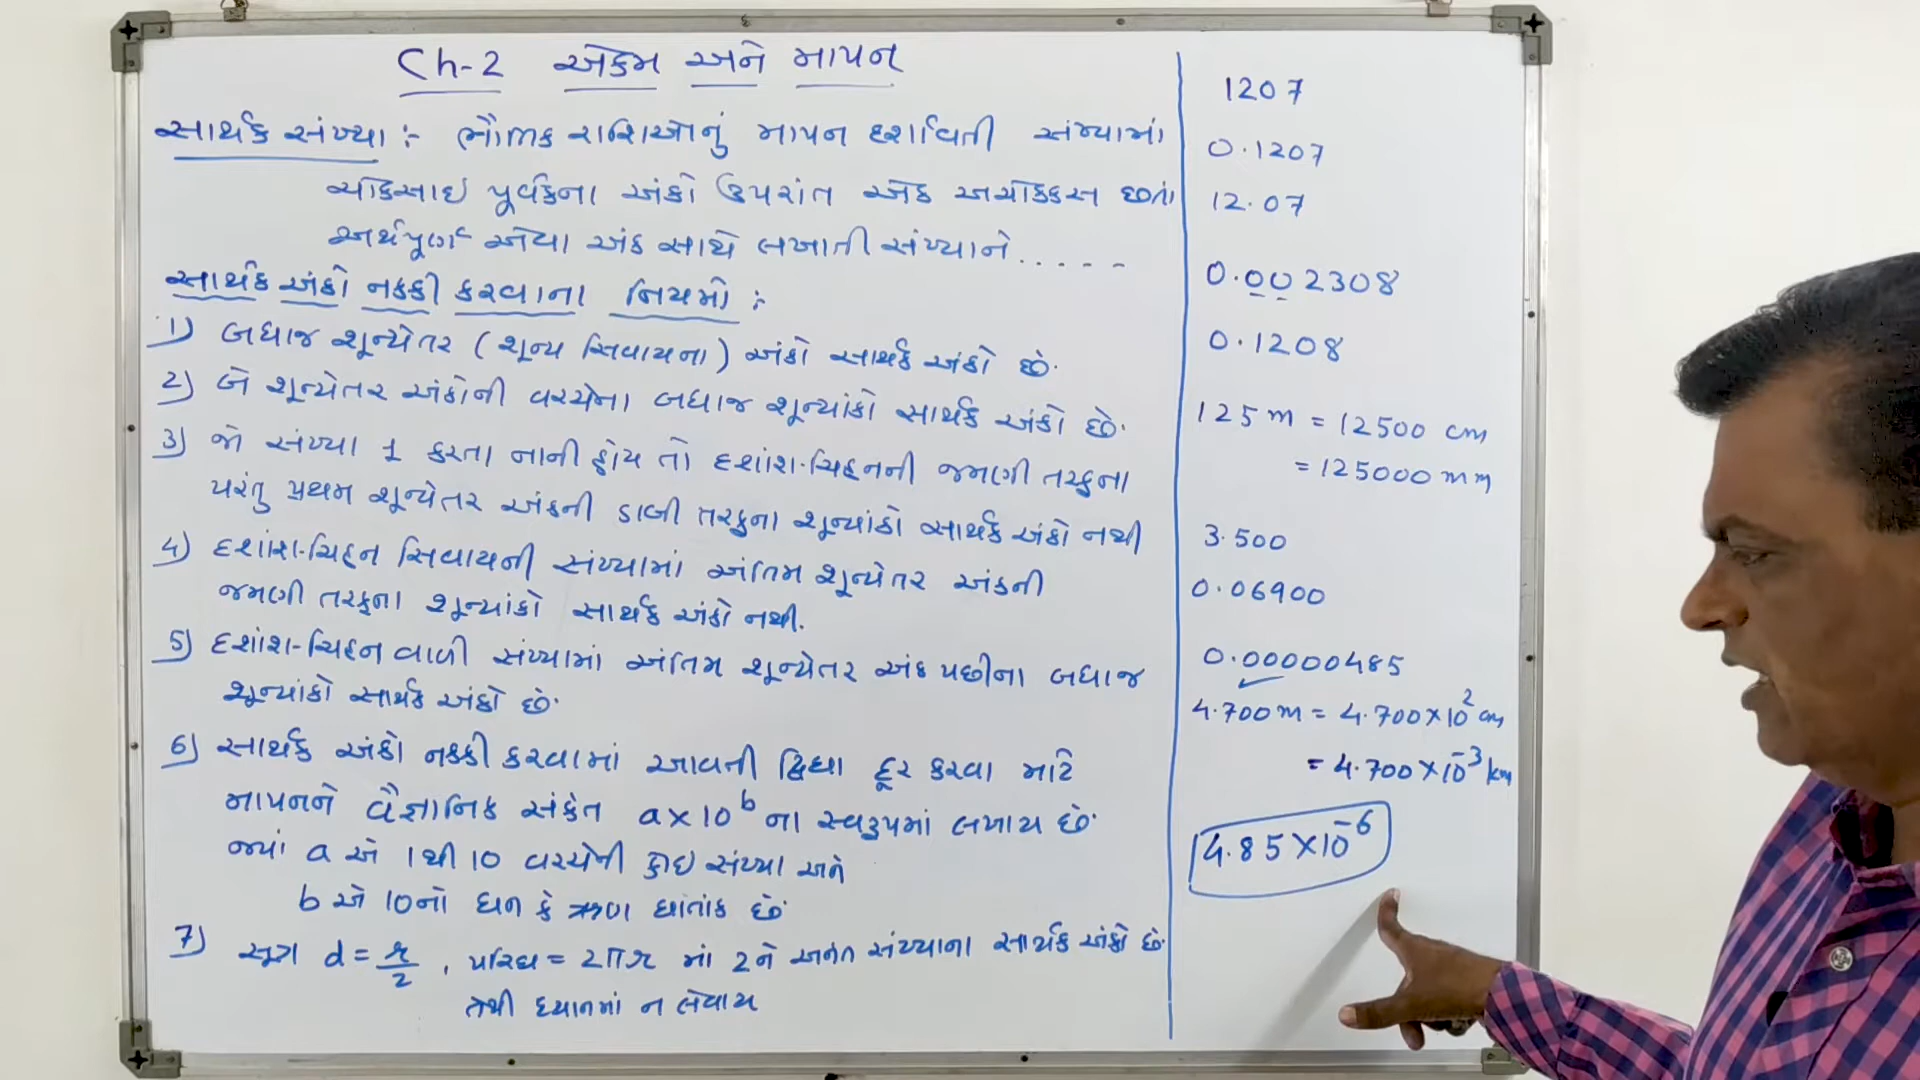 Ch-2 એકમ અને માપન
સાર્થક સંખ્યા :- ભૌતિક રાશિઓનું માપન દર્શાવતી સંખ્યામાં
ચોકસાઇ પૂર્વકના અંકો ઉપરાંત એક અચોક્કસ છતાં
અર્થપૂર્ણ એવા અંક સાથે લખાતી સંખ્યાને.....
સાર્થક અંકો નક્કી કરવાના નિયમો :-
1) બધાજ શૂન્યેતર (શૂન્ય સિવાયના) અંકો સાર્થક અંકો છે.
2) બે શૂન્યેતર અંકોની વચ્ચેના બધાજ શૂન્યાંકો સાર્થક અંકો છે.
3) જો સંખ્યા 1 કરતા નાની હોય તો દશાંશ-ચિહ્નની જમણી તરફના
પરંતુ પ્રથમ શૂન્યેતર અંકની ડાબી તરફના શૂન્યાંકો સાર્થક અંકો નથી
4) દશાંશ-ચિહ્ન સિવાયની સંખ્યામાં અંતિમ શૂન્યેતર અંકની
જમણી તરફના શૂન્યાંકો સાર્થક અંકો નથી.
5) દશાંશ-ચિહ્ન વાળી સંખ્યામાં અંતિમ શૂન્યેતર અંક પછીના બધાજ
શૂન્યાંકો સાર્થક અંકો છે.
6) સાર્થક અંકો નક્કી કરવામાં આવતી દ્વિધા દૂર કરવા માટે
માપનને વૈજ્ઞાનિક સંકેત a×10ᵇ ના સ્વરૂપમાં લખાય છે.
જ્યાં a એ 1 થી 10 વચ્ચેની કોઇ સંખ્યા અને
b એ 10નો ધન કે ઋણ ઘાતાંક છે.
7) સૂત્ર d = r/2 , પરિઘ = 2πr માં 2ને અનંત સંખ્યાના સાર્થક અંકો છે.
તેથી ધ્યાનમાં ન લેવાય
1207
0.1207
12.07
0.002308
0.1208
125 m = 12500 cm
= 125000 mm
3.500
0.06900
0.00000485
4.700 m = 4.700×10² cm
= 4.700×10⁻³ km
4.85×10⁻⁶